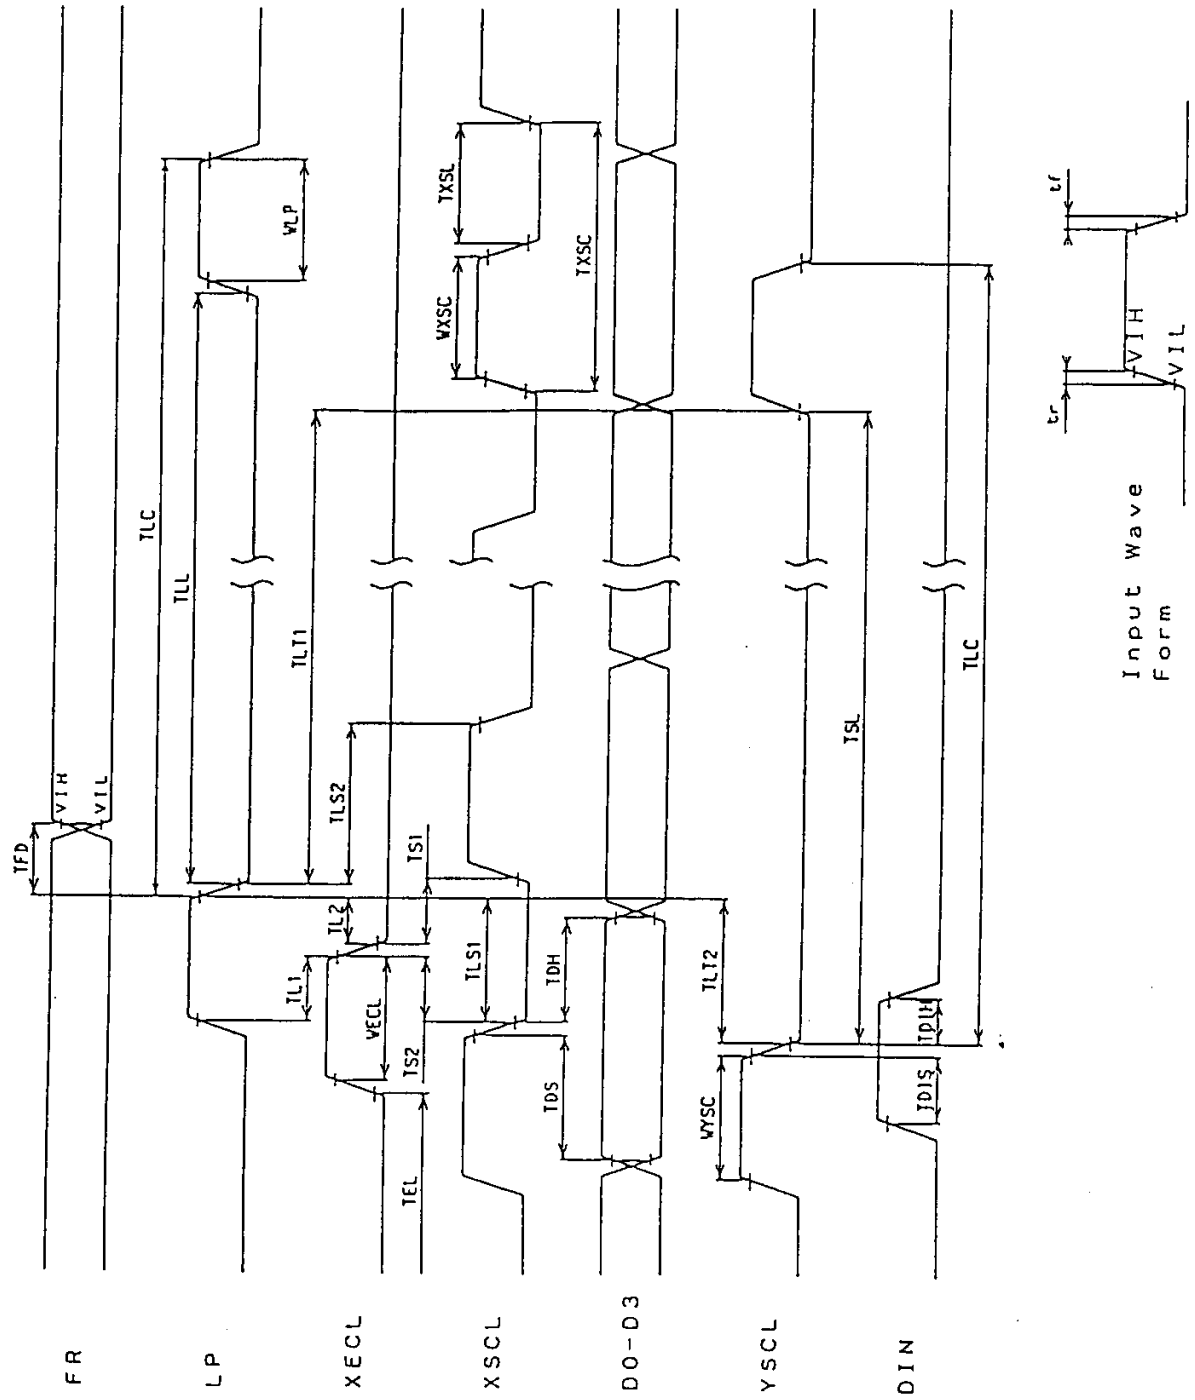 FR
LP
XECL
XSCL
D0-D3
YSCL
DIN
TFD
VIH
VIL
TLC
TLL
WLP
TLT1
TL1
TL2
WECL
TEL
TS2
TS1
TLS2
TLS1
WXSC
TXSL
TXSC
TDS
TDH
TLT2
WYSC
TSL
TDIS
TDIH
TLC
Input Wave
Form
tr
tf
VIH
VIL